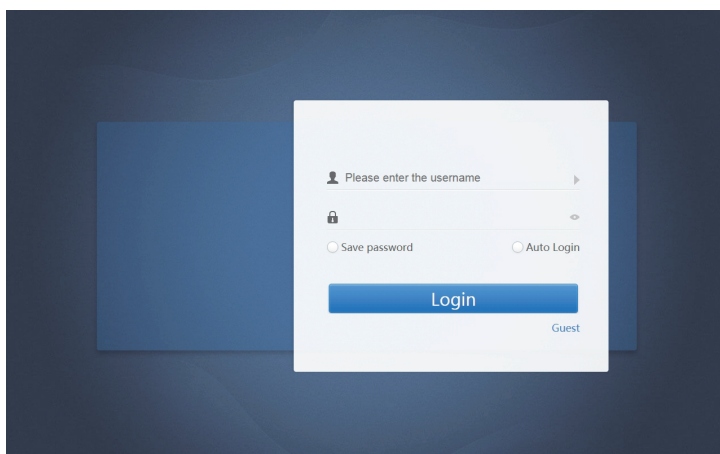 Please enter the username
Save password
Auto Login
Login
Guest